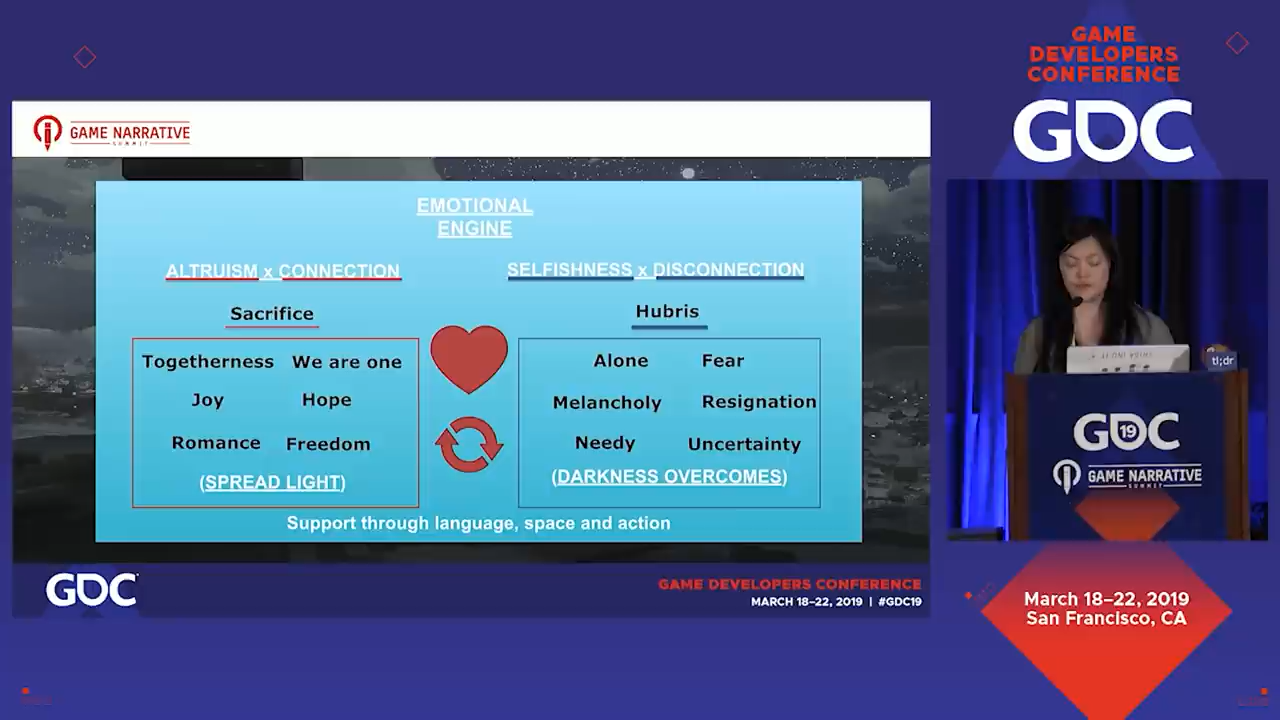 GAME
DEVELOPERS
CONFERENCE
GDC
GAME NARRATIVE
SUMMIT
EMOTIONAL
ENGINE
ALTRUISM x CONNECTION
SELFISHNESS x DISCONNECTION
Sacrifice
Hubris
Togetherness We are one
Joy Hope
Romance Freedom
(SPREAD LIGHT)
Alone Fear
Melancholy Resignation
Needy Uncertainty
(DARKNESS OVERCOMES)
Support through language, space and action
GDC
GAME DEVELOPERS CONFERENCE
MARCH 18–22, 2019 | #GDC19
tl;dr
GDC 19
GAME NARRATIVE
SUMMIT
March 18–22, 2019
San Francisco, CA